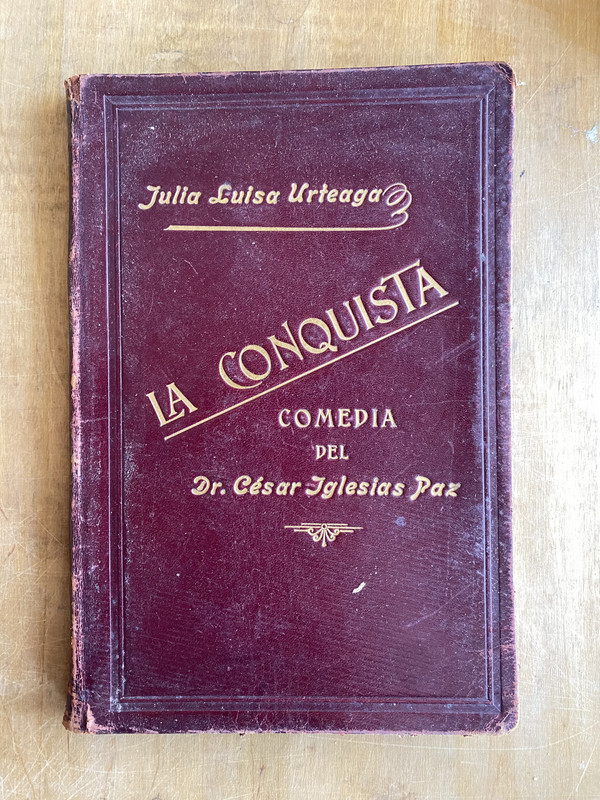 Julia Luisa Urteaga
LA CONQUISTA
COMEDIA
DEL
Dr. César Iglesias Paz